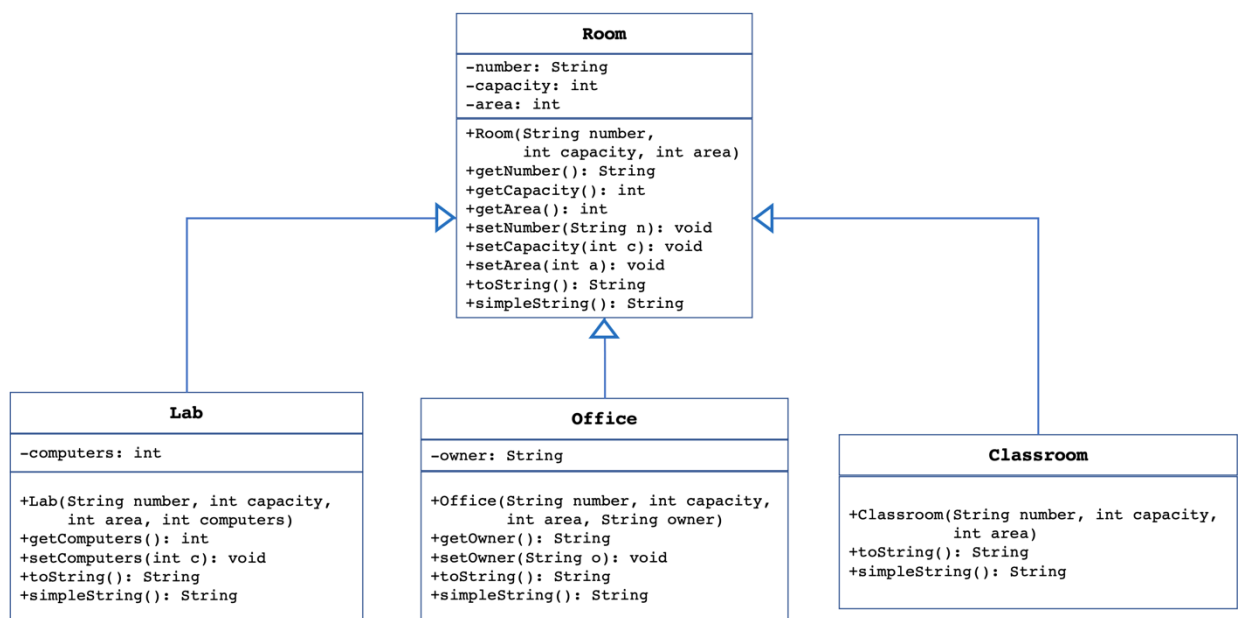 Room
-number: String
-capacity: int
-area: int
+Room(String number,
int capacity, int area)
+getNumber(): String
+getCapacity(): int
+getArea(): int
+setNumber(String n): void
+setCapacity(int c): void
+setArea(int a): void
+toString(): String
+simpleString(): String
Lab
-computers: int
+Lab(String number, int capacity,
int area, int computers)
+getComputers(): int
+setComputers(int c): void
+toString(): String
+simpleString(): String
Office
-owner: String
+Office(String number, int capacity,
int area, String owner)
+getOwner(): String
+setOwner(String o): void
+toString(): String
+simpleString(): String
Classroom
+Classroom(String number, int capacity,
int area)
+toString(): String
+simpleString(): String